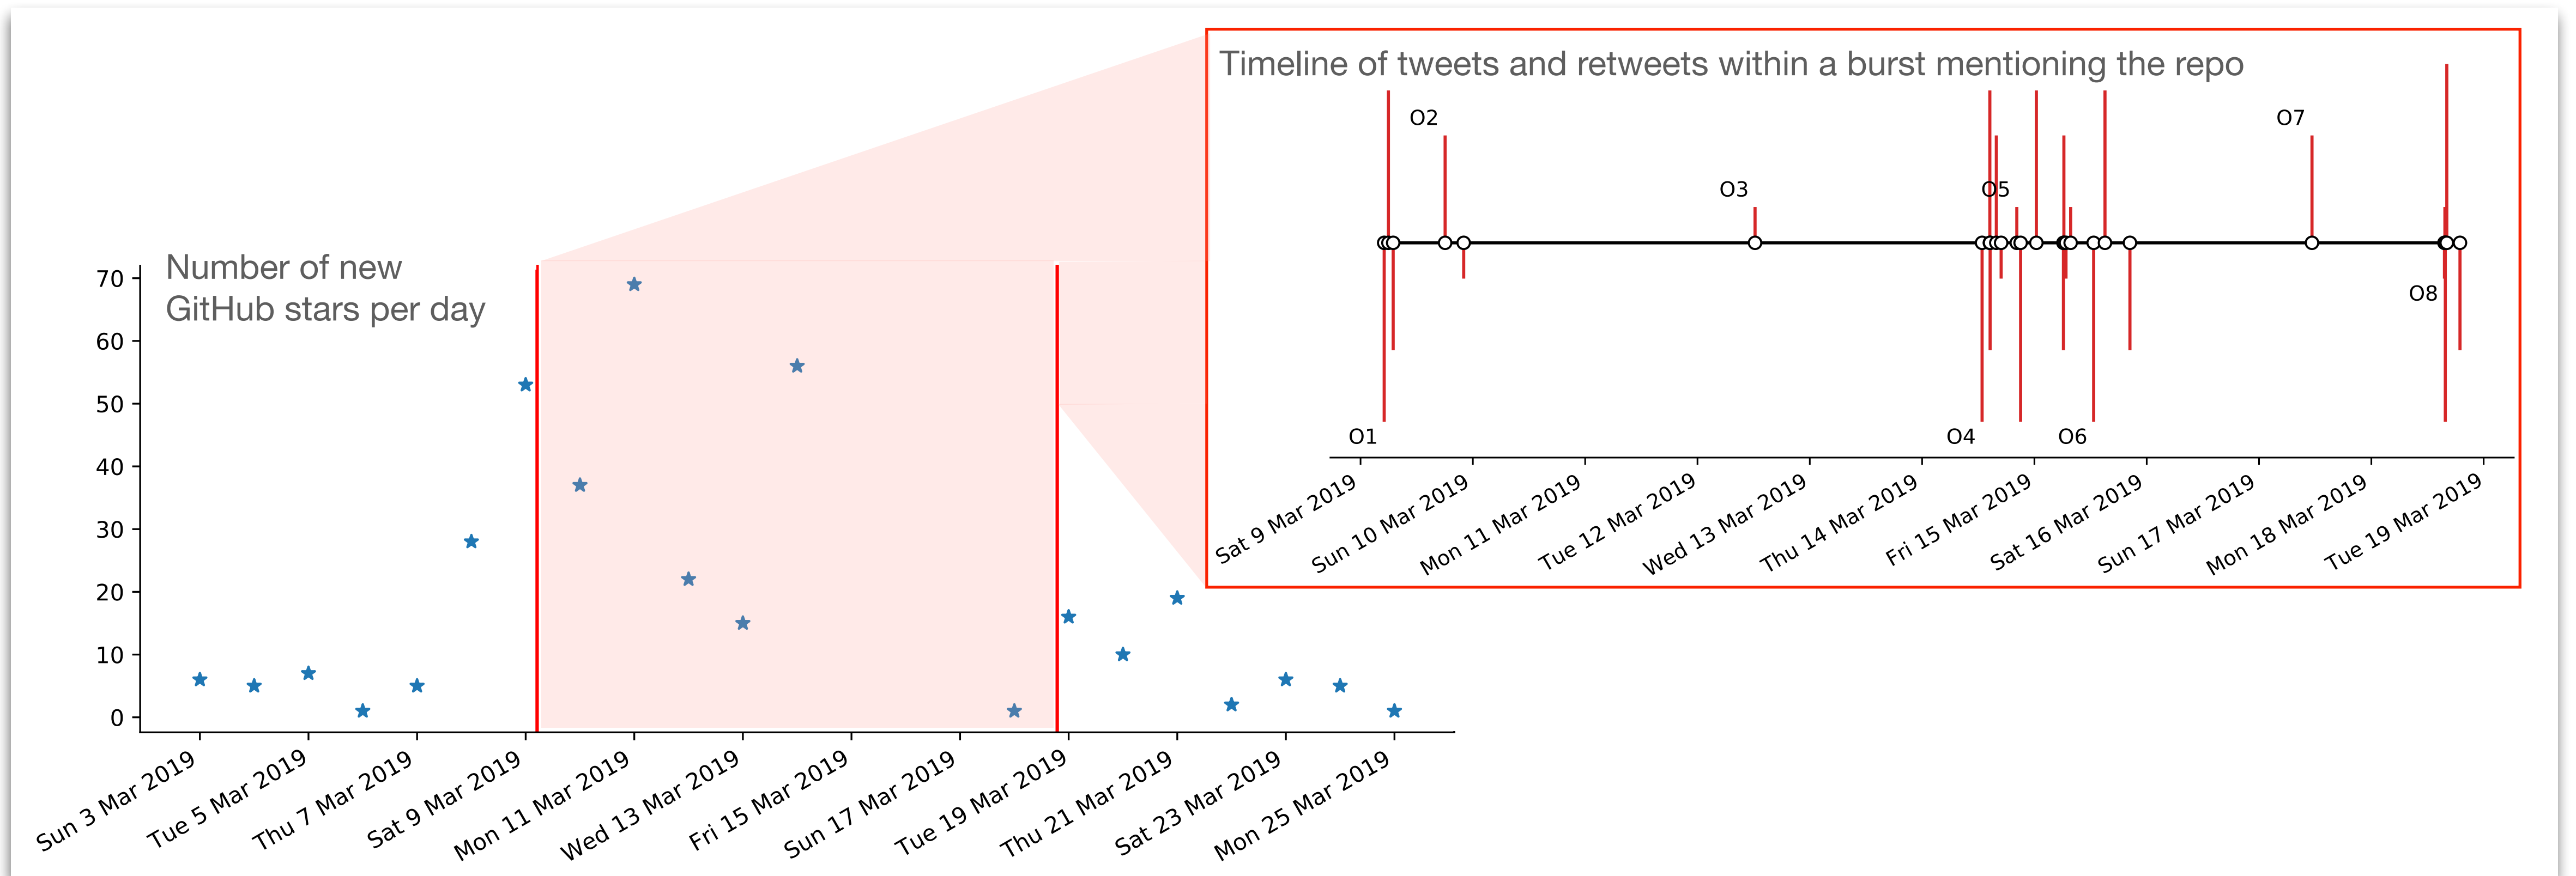 Timeline of tweets and retweets within a burst mentioning the repo
O2
O7
O3
O5
O8
O1
O4
O6
Sat 9 Mar 2019
Sun 10 Mar 2019
Mon 11 Mar 2019
Tue 12 Mar 2019
Wed 13 Mar 2019
Thu 14 Mar 2019
Fri 15 Mar 2019
Sat 16 Mar 2019
Sun 17 Mar 2019
Mon 18 Mar 2019
Tue 19 Mar 2019
Number of new
GitHub stars per day
70
60
50
40
30
20
10
0
Sun 3 Mar 2019
Tue 5 Mar 2019
Thu 7 Mar 2019
Sat 9 Mar 2019
Mon 11 Mar 2019
Wed 13 Mar 2019
Fri 15 Mar 2019
Sun 17 Mar 2019
Tue 19 Mar 2019
Thu 21 Mar 2019
Sat 23 Mar 2019
Mon 25 Mar 2019